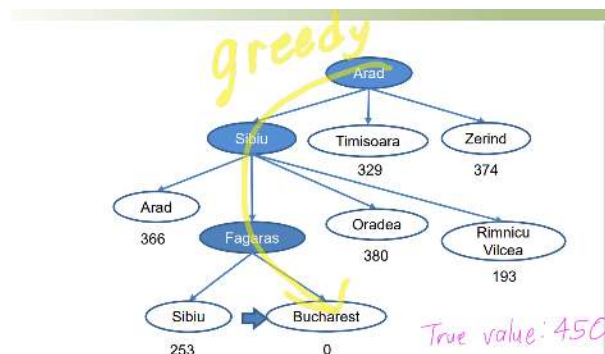 greedy
Arad
Sibiu
Timisoara
Zerind
329
374
Arad
Fagaras
Oradea
Rimnicu
Vilcea
366
380
193
Sibiu
Bucharest
253
0
True value: 450